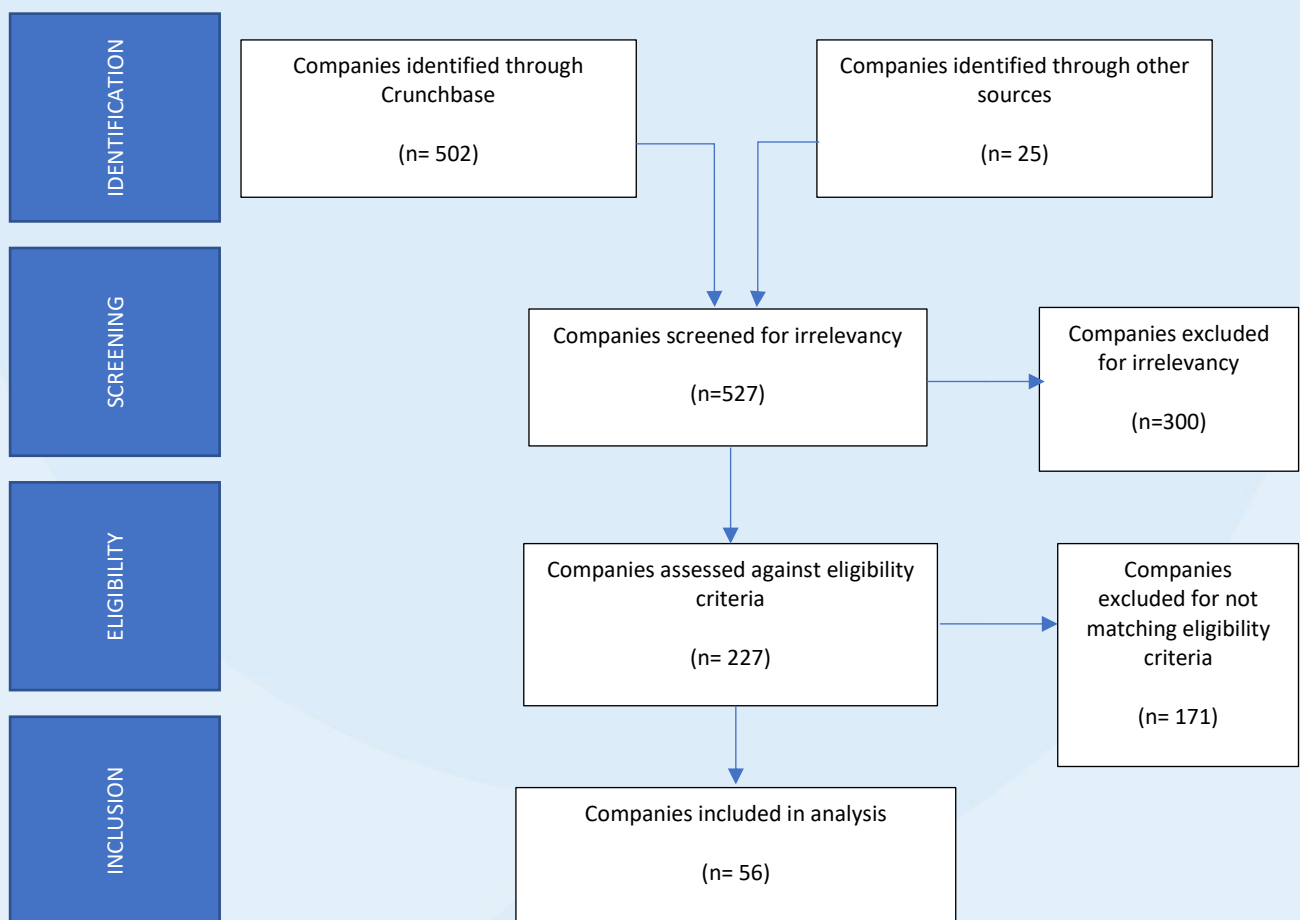 IDENTIFICATION
Companies identified through
Crunchbase
(n= 502)
Companies identified through other
sources
(n= 25)
SCREENING
Companies screened for irrelevancy
(n=527)
Companies excluded
for irrelevancy
(n=300)
ELIGIBILITY
Companies assessed against eligibility
criteria
(n= 227)
Companies
excluded for not
matching eligibility
criteria
(n= 171)
INCLUSION
Companies included in analysis
(n= 56)